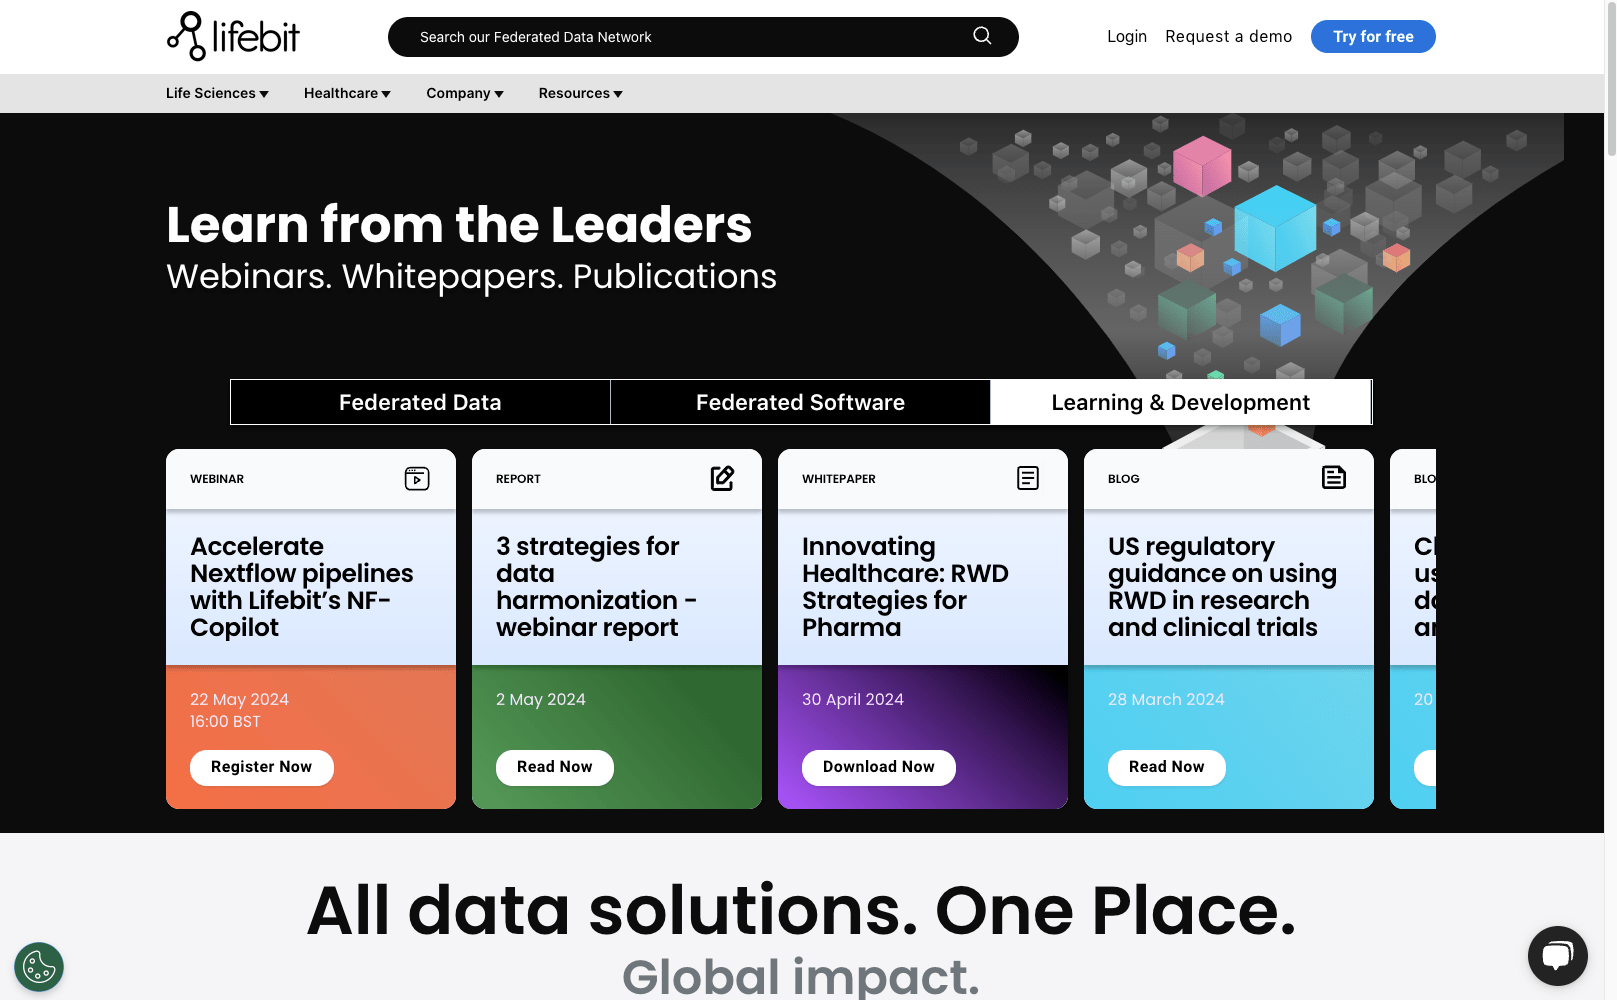 lifebit
Search our Federated Data Network
Login
Request a demo
Try for free
Life Sciences
Healthcare
Company
Resources
Learn from the Leaders
Webinars. Whitepapers. Publications
Federated Data
Federated Software
Learning & Development
WEBINAR
Accelerate
Nextflow pipelines
with Lifebit’s NF-
Copilot
22 May 2024
16:00 BST
Register Now
REPORT
3 strategies for
data
harmonization -
webinar report
2 May 2024
Read Now
WHITEPAPER
Innovating
Healthcare: RWD
Strategies for
Pharma
30 April 2024
Download Now
BLOG
US regulatory
guidance on using
RWD in research
and clinical trials
28 March 2024
Read Now
20
All data solutions. One Place.
Global impact.